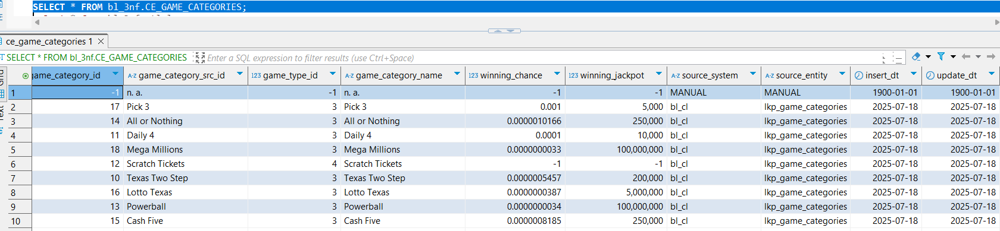 SELECT * FROM bl_3nf.CE_GAME_CATEGORIES;
ce_game_categories 1
SELECT * FROM bl_3nf.CE_GAME_CATEGORIES Enter a SQL expression to filter results (use Ctrl+Space)
game_category_id A-Z game_category_src_id 123 game_type_id A-Z game_category_name 123 winning_chance 123 winning_jackpot A-Z source_system A-Z source_entity insert_dt update_dt
1 -1 n. a. -1 n. a. -1 -1 MANUAL MANUAL 1900-01-01 1900-01-01
2 17 Pick 3 3 Pick 3 0.001 5,000 bl_cl lkp_game_categories 2025-07-18 2025-07-18
3 14 All or Nothing 3 All or Nothing 0.0000010166 250,000 bl_cl lkp_game_categories 2025-07-18 2025-07-18
4 11 Daily 4 3 Daily 4 0.0001 10,000 bl_cl lkp_game_categories 2025-07-18 2025-07-18
5 18 Mega Millions 3 Mega Millions 0.0000000033 100,000,000 bl_cl lkp_game_categories 2025-07-18 2025-07-18
6 12 Scratch Tickets 4 Scratch Tickets -1 -1 bl_cl lkp_game_categories 2025-07-18 2025-07-18
7 10 Texas Two Step 3 Texas Two Step 0.0000005457 200,000 bl_cl lkp_game_categories 2025-07-18 2025-07-18
8 16 Lotto Texas 3 Lotto Texas 0.0000000387 5,000,000 bl_cl lkp_game_categories 2025-07-18 2025-07-18
9 13 Powerball 3 Powerball 0.0000000034 100,000,000 bl_cl lkp_game_categories 2025-07-18 2025-07-18
10 15 Cash Five 3 Cash Five 0.0000008185 250,000 bl_cl lkp_game_categories 2025-07-18 2025-07-18